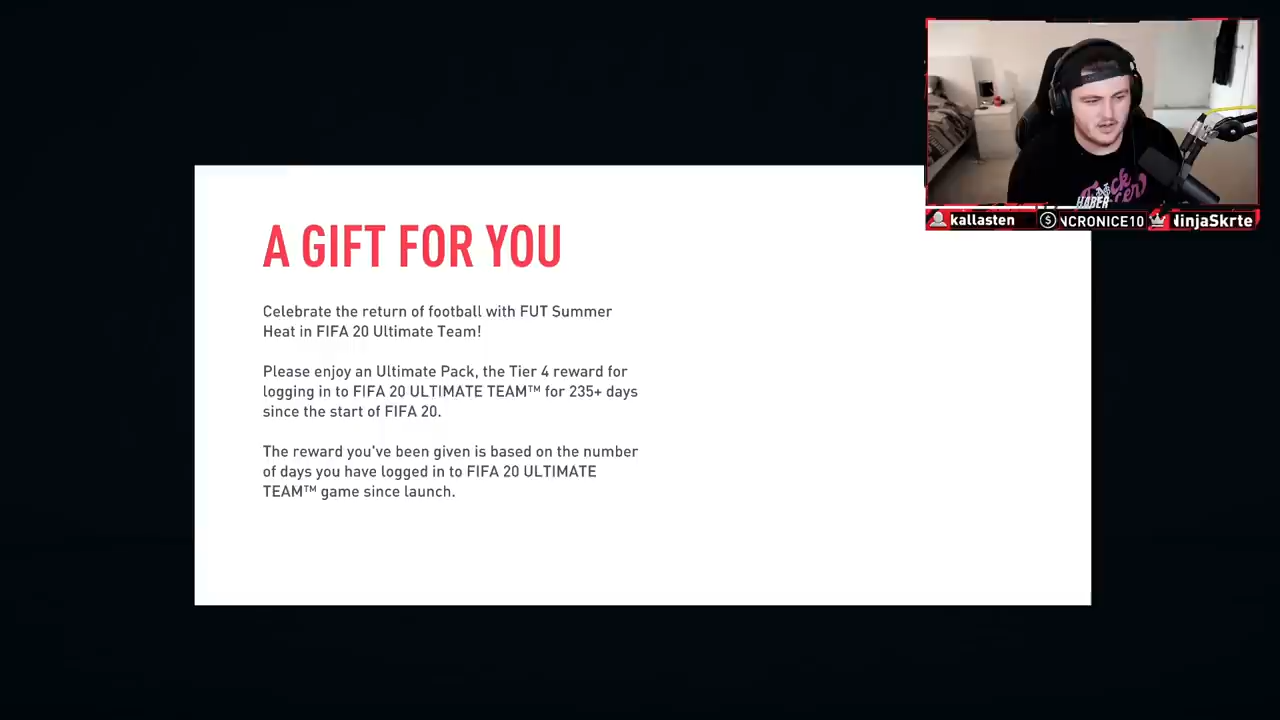 A GIFT FOR YOU
Celebrate the return of football with FUT Summer
Heat in FIFA 20 Ultimate Team!
Please enjoy an Ultimate Pack, the Tier 4 reward for
logging in to FIFA 20 ULTIMATE TEAM™ for 235+ days
since the start of FIFA 20.
The reward you've been given is based on the number
of days you have logged in to FIFA 20 ULTIMATE
TEAM™ game since launch.
kallasten
NCRONICE10